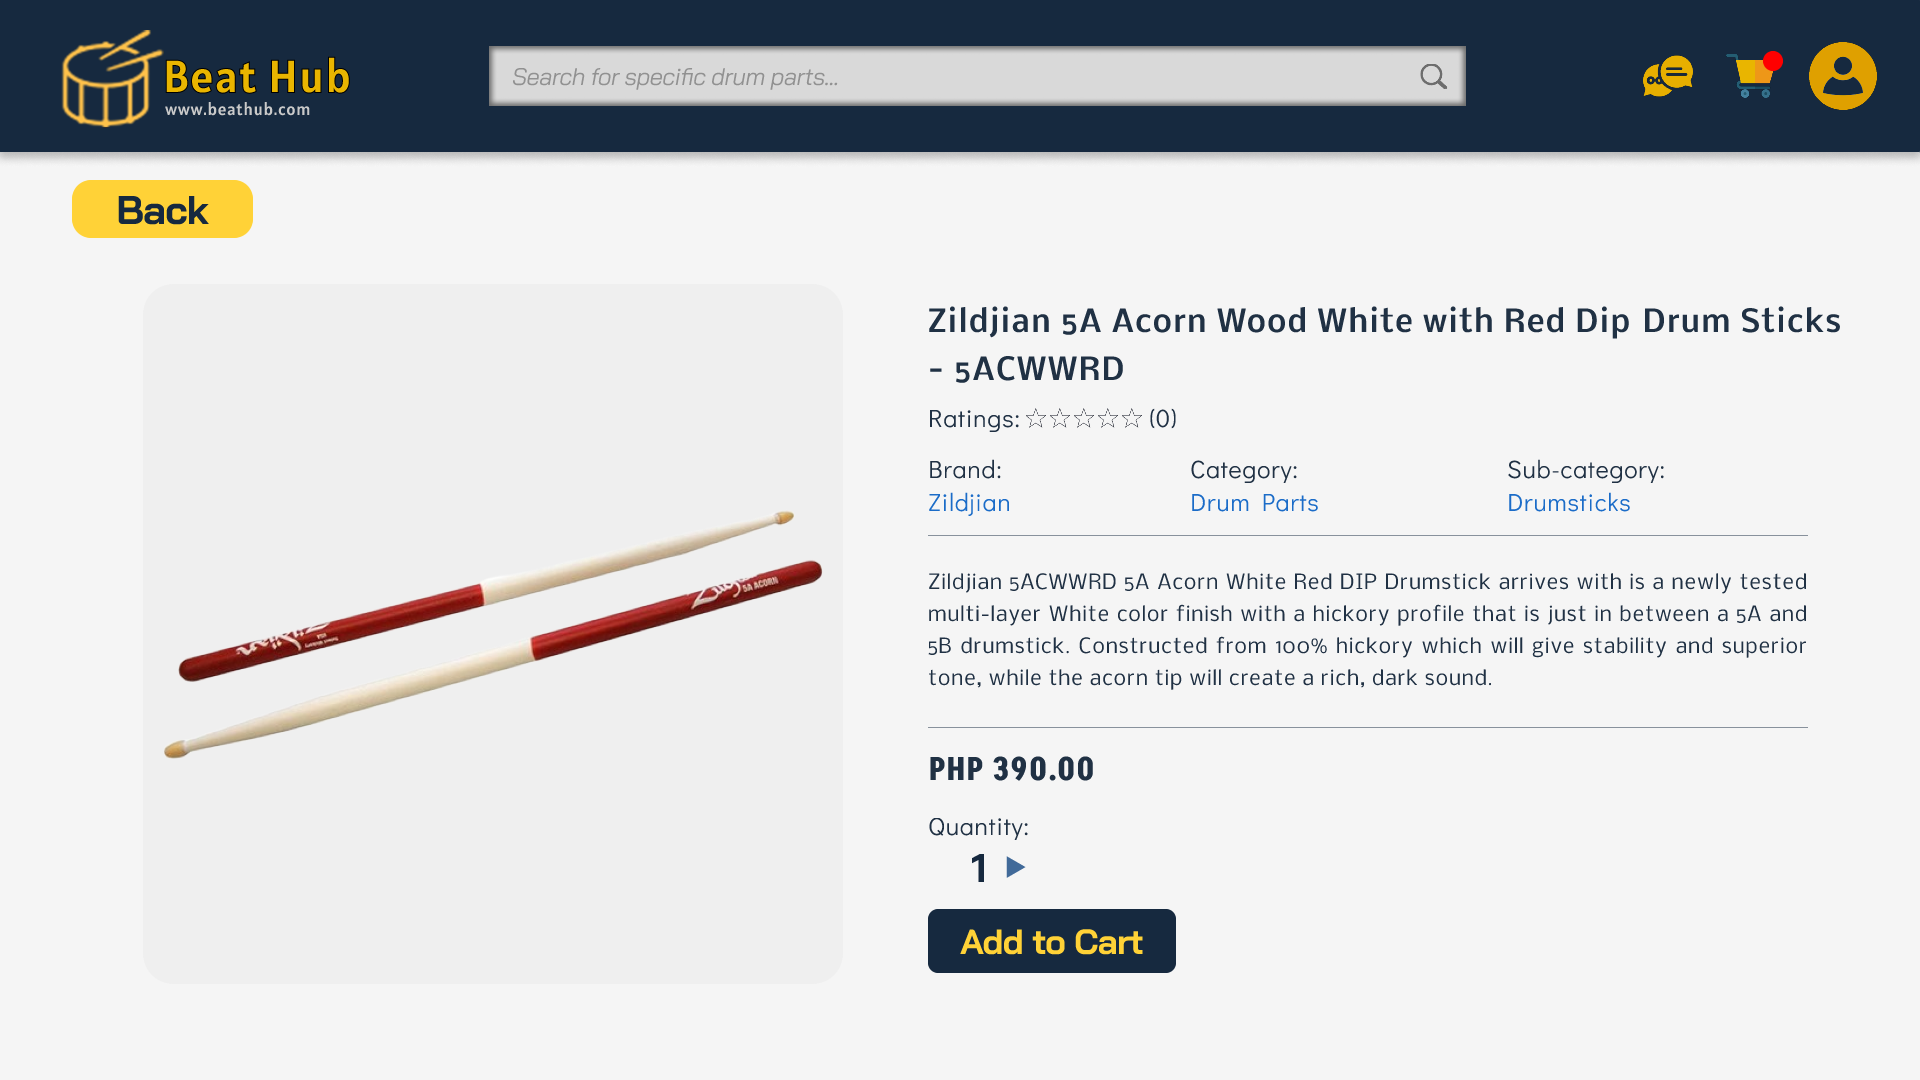 Beat Hub
www.beathub.com
Search for specific drum parts...
Back
Zildjian 5A Acorn Wood White with Red Dip Drum Sticks
- 5ACWWRD
Ratings: ☆☆☆☆☆ (0)
Brand: Category: Sub-category:
Zildjian Drum Parts Drumsticks
Zildjian 5ACWWRD 5A Acorn White Red DIP Drumstick arrives with is a newly tested
multi-layer White color finish with a hickory profile that is just in between a 5A and
5B drumstick. Constructed from 100% hickory which will give stability and superior
tone, while the acorn tip will create a rich, dark sound.
Zildjian
Zildjian
5A ACORN
PHP 390.00
Quantity:
1
Add to Cart